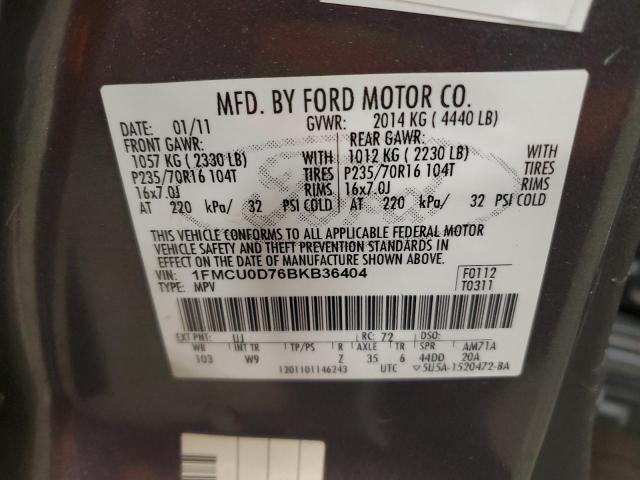 MFD. BY FORD MOTOR CO.
DATE: 01/11 GVWR: 2014 KG ( 4440 LB)
FRONT GAWR: REAR GAWR:
1057 KG ( 2330 LB) WITH 1012 KG ( 2230 LB) WITH
P235/70R16 104T TIRES P235/70R16 104T TIRES
16x7.0J RIMS 16x7.0J RIMS
AT 220 kPa/ 32 PSI COLD AT 220 kPa/ 32 PSI COLD
Ford
THIS VEHICLE CONFORMS TO ALL APPLICABLE FEDERAL MOTOR
VEHICLE SAFETY AND THEFT PREVENTION STANDARDS IN
EFFECT ON THE DATE OF MANUFACTURE SHOWN ABOVE.
VIN: 1FMCU0D76BKB36404 F0112
TYPE: MPV T0311
EXT PNT: UJ RC: 72 DSO:
WB INT TR TP/PS R AXLE TR SPR AM71A
103 W9 Z 35 6 44DD 20A
1201101146243 UTC ▽5U5A-1520472-BA